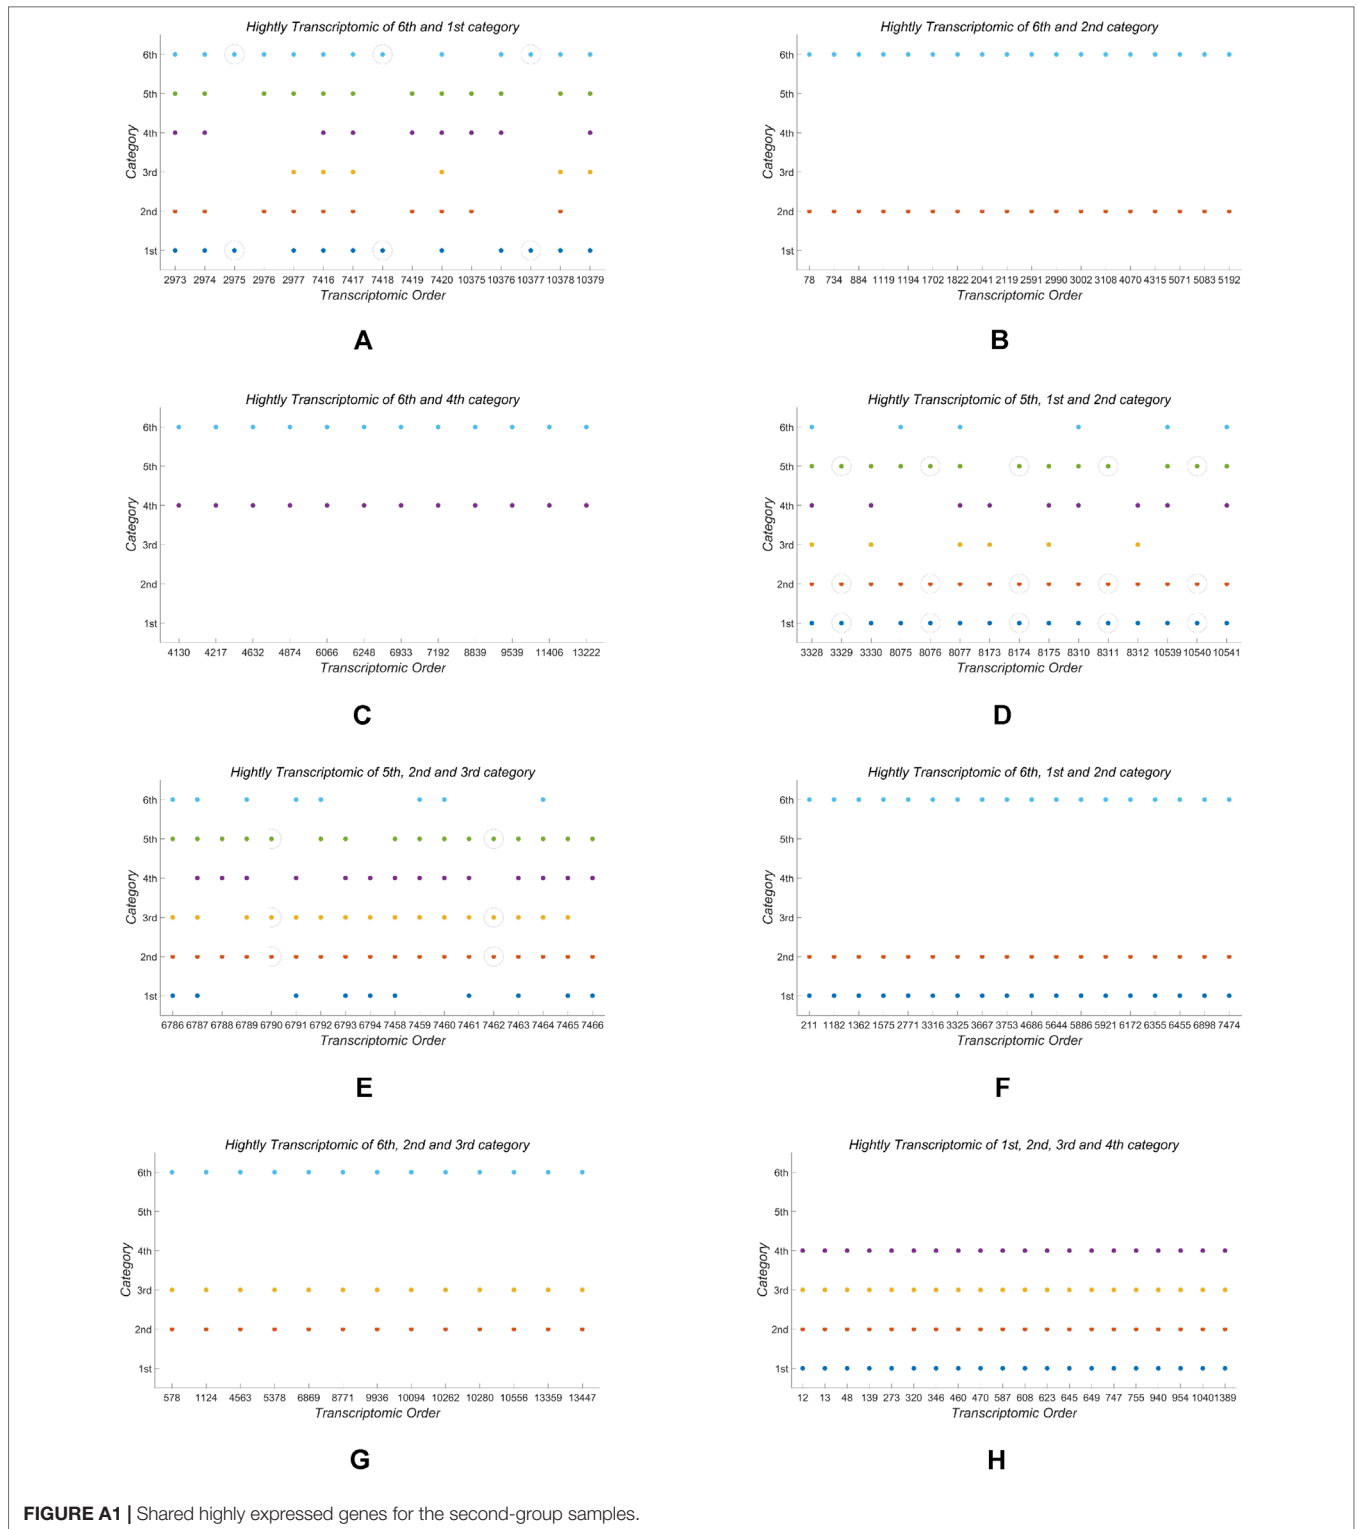 Hightly Transcriptomic of 6th and 1st category
6th
5th
4th
3rd
2nd
1st
Category
2973 2974 2975 2976 2977 7416 7417 7418 7419 7420 10375 10376 10377 10378 10379
Transcriptomic Order
A
Hightly Transcriptomic of 6th and 2nd category
6th
5th
4th
3rd
2nd
1st
Category
78 734 884 1119 1194 1702 1822 2041 2119 2591 2990 3002 3108 4070 4315 5071 5083 5192
Transcriptomic Order
B
Hightly Transcriptomic of 6th and 4th category
6th
5th
4th
3rd
2nd
1st
Category
4130 4217 4632 4874 6066 6248 6933 7192 8839 9539 11406 13222
Transcriptomic Order
C
Hightly Transcriptomic of 5th, 1st and 2nd category
6th
5th
4th
3rd
2nd
1st
Category
3328 3329 3330 8075 8076 8077 8173 8174 8175 8310 8311 8312 10539 10540 10541
Transcriptomic Order
D
Hightly Transcriptomic of 5th, 2nd and 3rd category
6th
5th
4th
3rd
2nd
1st
Category
6786 6787 6788 6789 6790 6791 6792 6793 6794 7458 7459 7460 7461 7462 7463 7464 7465 7466
Transcriptomic Order
E
Hightly Transcriptomic of 6th, 1st and 2nd category
6th
5th
4th
3rd
2nd
1st
Category
211 1182 1362 1575 2771 3316 3325 3667 3753 4686 5644 5886 5921 6172 6355 6455 6898 7474
Transcriptomic Order
F
Hightly Transcriptomic of 6th, 2nd and 3rd category
6th
5th
4th
3rd
2nd
1st
Category
578 1124 4563 5378 6869 8771 9936 10094 10262 10280 10556 13359 13447
Transcriptomic Order
G
Hightly Transcriptomic of 1st, 2nd, 3rd and 4th category
6th
5th
4th
3rd
2nd
1st
Category
12 13 48 139 273 320 346 460 470 587 608 623 645 649 747 755 940 954 1040 1389
Transcriptomic Order
H
FIGURE A1 | Shared highly expressed genes for the second-group samples.